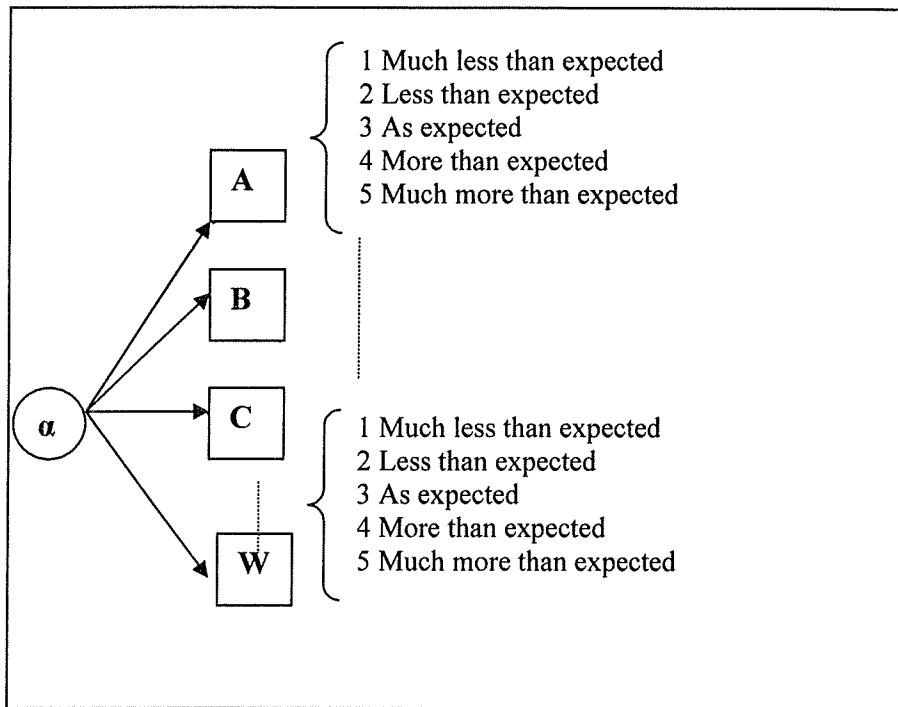 1 Much less than expected
2 Less than expected
3 As expected
4 More than expected
5 Much more than expected
A
B
C
α
1 Much less than expected
2 Less than expected
3 As expected
4 More than expected
5 Much more than expected
W